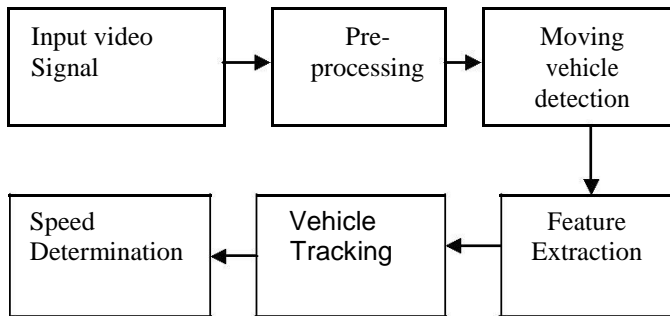 Input video
Signal
Pre-
processing
Moving
vehicle
detection
Feature
Extraction
Vehicle
Tracking
Speed
Determination